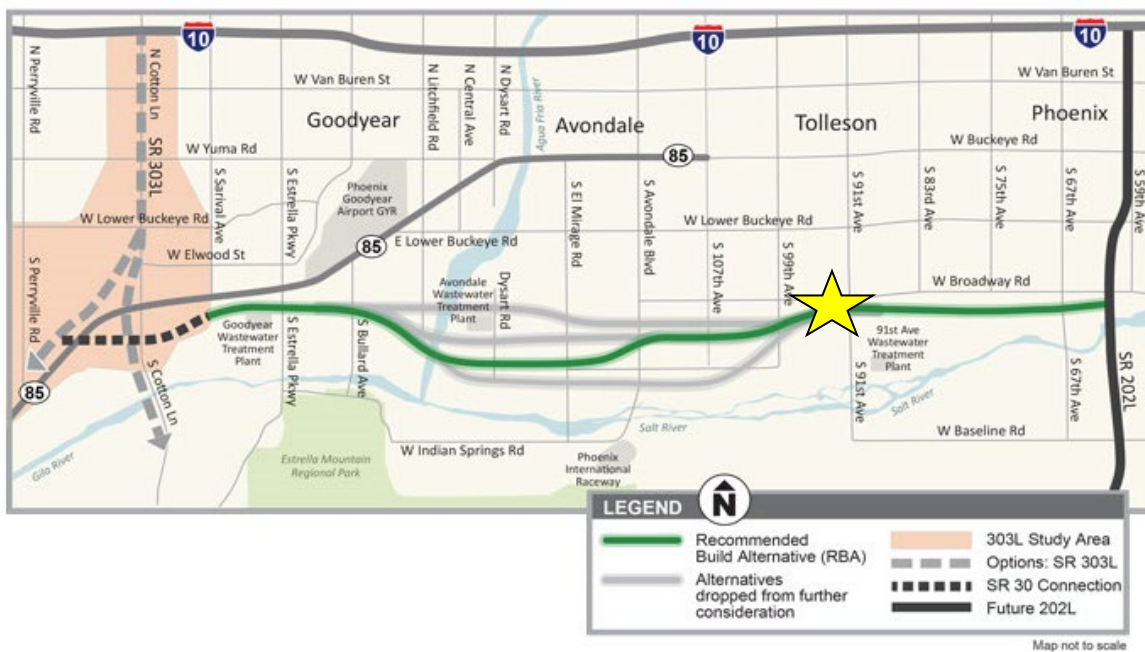 10
10
10
N Perryville Rd
N Cotton Ln
SR 303L
W Van Buren St
N Litchfield Rd
N Central Ave
N Dysart Rd
Agua Fria River
W Van Buren St
Goodyear
Avondale
Tolleson
Phoenix
W Yuma Rd
85
W Buckeye Rd
S Sarival Ave
S Estrella Pkwy
Phoenix
Goodyear
Airport GYR
S El Mirage Rd
S Avondale Blvd
S 91st Ave
S 83rd Ave
S 75th Ave
S 67th Ave
S 59th Ave
W Lower Buckeye Rd
W Lower Buckeye Rd
E Lower Buckeye Rd
85
W Elwood St
S Perryville Rd
Avondale
Wastewater
Treatment
Plant
Dysart Rd
S 107th Ave
S 99th Ave
W Broadway Rd
Goodyear
Wastewater
Treatment
Plant
S Estrella Pkwy
S Bullard Ave
91st Ave
Wastewater
Treatment
Plant
S 91st Ave
S 67th Ave
SR 202L
85
S Cotton Ln
Salt River
Salt River
W Baseline Rd
Gila River
Estrella Mountain
Regional Park
W Indian Springs Rd
Phoenix
International
Raceway
LEGEND
N
Recommended
Build Alternative (RBA)
Alternatives
dropped from further
consideration
303L Study Area
Options: SR 303L
SR 30 Connection
Future 202L
Map not to scale